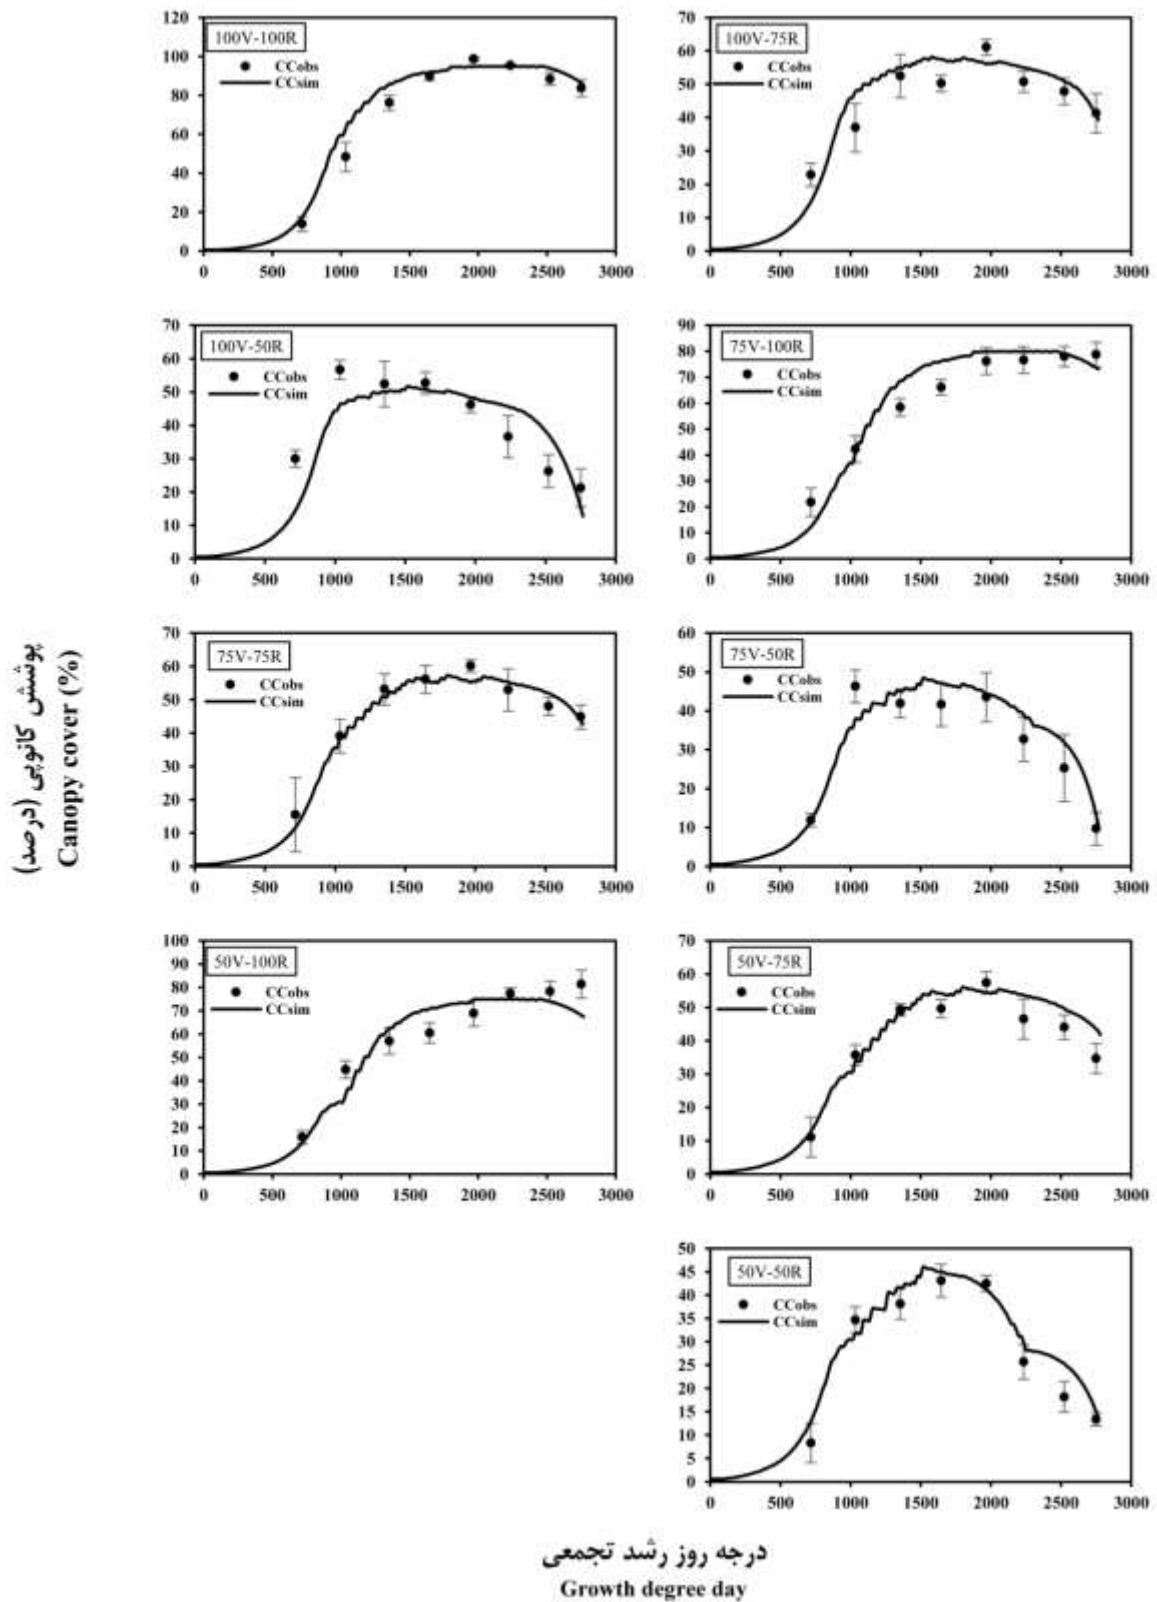 100V-100R
CCobs
CCsim
120
100
80
60
40
20
0
0 500 1000 1500 2000 2500 3000
100V-75R
CCobs
CCsim
70
60
50
40
30
20
10
0
0 500 1000 1500 2000 2500 3000
100V-50R
CCobs
CCsim
70
60
50
40
30
20
10
0
0 500 1000 1500 2000 2500 3000
75V-100R
CCobs
CCsim
90
80
70
60
50
40
30
20
10
0
0 500 1000 1500 2000 2500 3000
75V-75R
CCobs
CCsim
70
60
50
40
30
20
10
0
0 500 1000 1500 2000 2500 3000
75V-50R
CCobs
CCsim
60
50
40
30
20
10
0
0 500 1000 1500 2000 2500 3000
50V-100R
CCobs
CCsim
100
90
80
70
60
50
40
30
20
10
0
0 500 1000 1500 2000 2500 3000
50V-75R
CCobs
CCsim
70
60
50
40
30
20
10
0
0 500 1000 1500 2000 2500 3000
50V-50R
CCobs
CCsim
50
45
40
35
30
25
20
15
10
5
0
0 500 1000 1500 2000 2500 3000
پوشش کانوپی (درصد)
Canopy cover (%)
درجه روز رشد تجمعی
Growth degree day